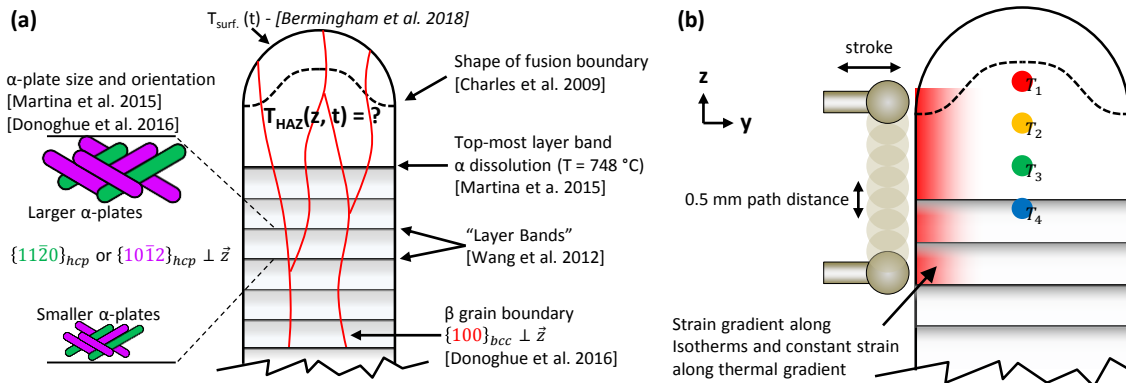 (a)
T_surf. (t) - [Bermingham et al. 2018]
α-plate size and orientation
[Martina et al. 2015]
[Donoghue et al. 2016]
Larger α-plates
{112̄0}_hcp or {101̄2}_hcp ⊥ z⃗
Smaller α-plates
T_HAZ(z, t) = ?
Shape of fusion boundary
[Charles et al. 2009]
Top-most layer band
α dissolution (T = 748 °C)
[Martina et a. 2015]
“Layer Bands”
[Wang et al. 2012]
β grain boundary
{100}_bcc ⊥ z⃗
[Donoghue et al. 2016]
(b)
stroke
z
y
0.5 mm path distance
T₁
T₂
T₃
T₄
Strain gradient along
Isotherms and constant strain
along thermal gradient